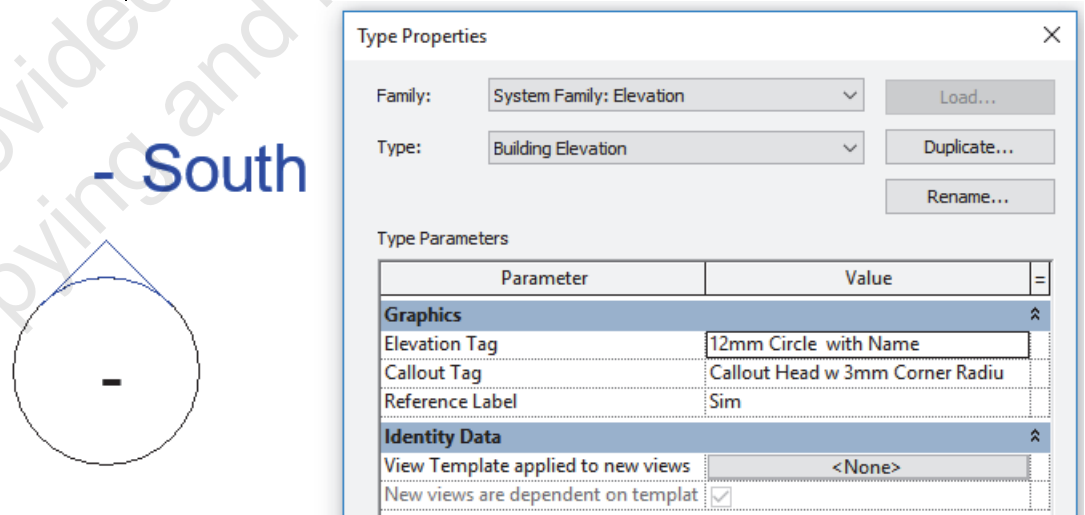 Type Properties
Family: System Family: Elevation Load...
- South
Type: Building Elevation Duplicate...
Rename...
Type Parameters
Parameter Value =
Graphics
Elevation Tag 12mm Circle with Name
Callout Tag Callout Head w 3mm Corner Radiu
Reference Label Sim
-
Identity Data
View Template applied to new views <None>
New views are dependent on templat